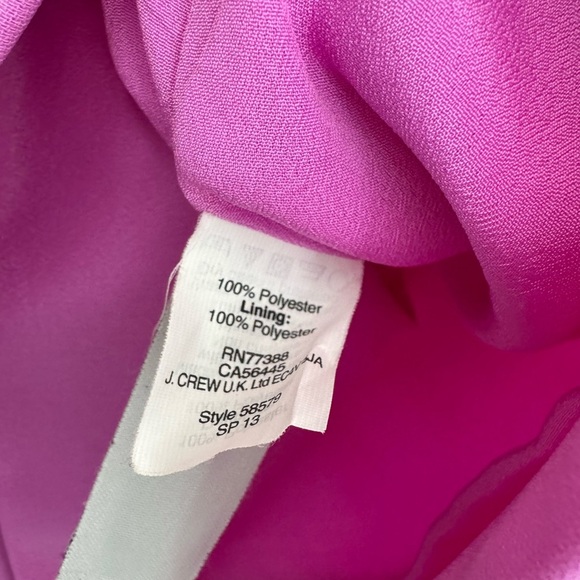 100% Polyester
Lining:
100% Polyester
RN77388
CA56445
J. CREW U.K. Ltd
Style 58579
SP 13